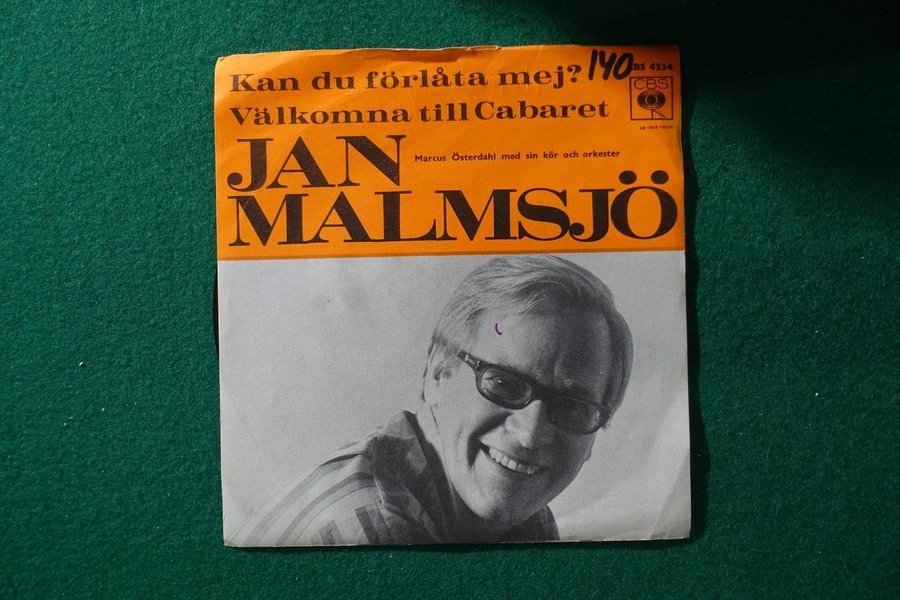 Kan du förlåta mej?
140
CBS 4234
Välkomna till Cabaret
CBS
JAN
Marcus Österdahl med sin kör och orkester
MALMSJÖ